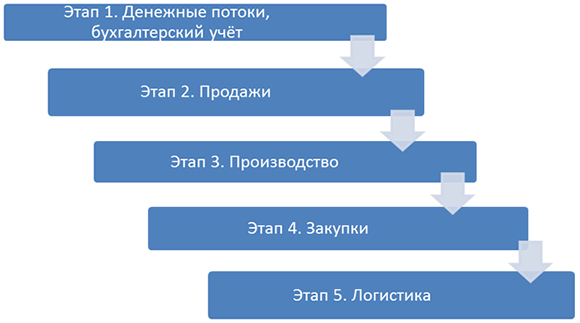 Этап 1. Денежные потоки,
бухгалтерский учёт
Этап 2. Продажи
Этап 3. Производство
Этап 4. Закупки
Этап 5. Логистика